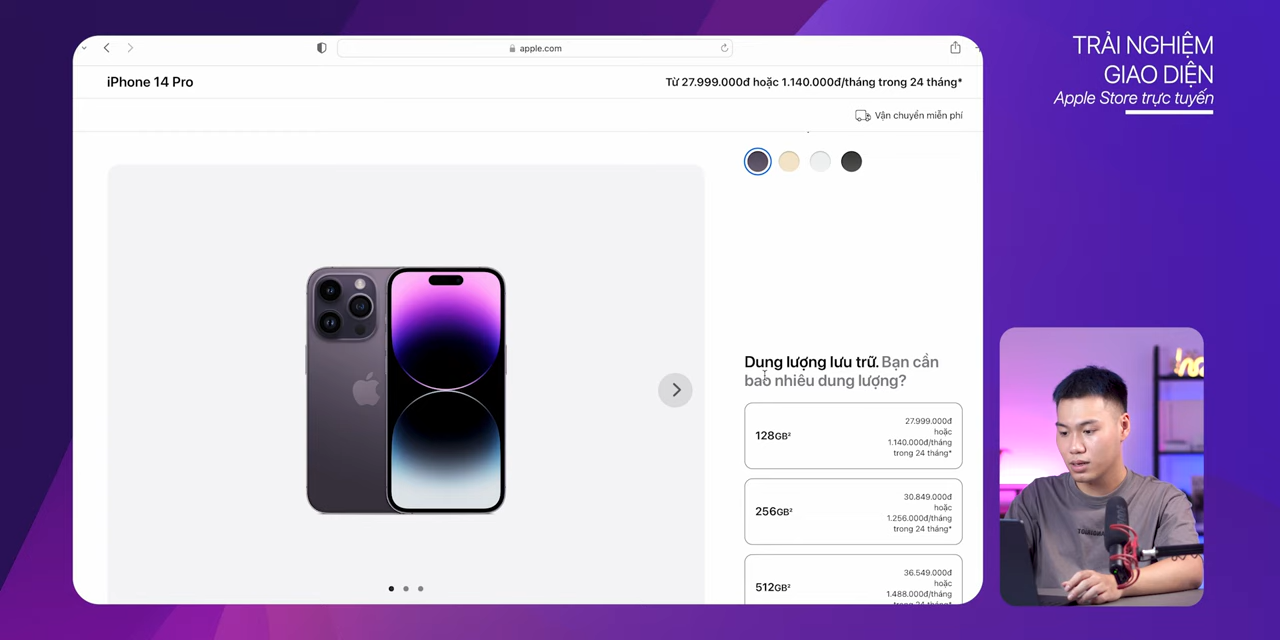 apple.com
TRẢI NGHIỆM
GIAO DIỆN
Apple Store trực tuyến
iPhone 14 Pro
Từ 27.999.000đ hoặc 1.140.000đ/tháng trong 24 tháng*
Vận chuyển miễn phí
Dung lượng lưu trữ. Bạn cần
bao nhiêu dung lượng?
128GB²
27.999.000đ
hoặc
1.140.000đ/tháng
trong 24 tháng*
256GB²
30.849.000đ
hoặc
1.256.000đ/tháng
trong 24 tháng*
512GB²
36.549.000đ
hoặc
1.488.000đ/tháng
trong 24 tháng*